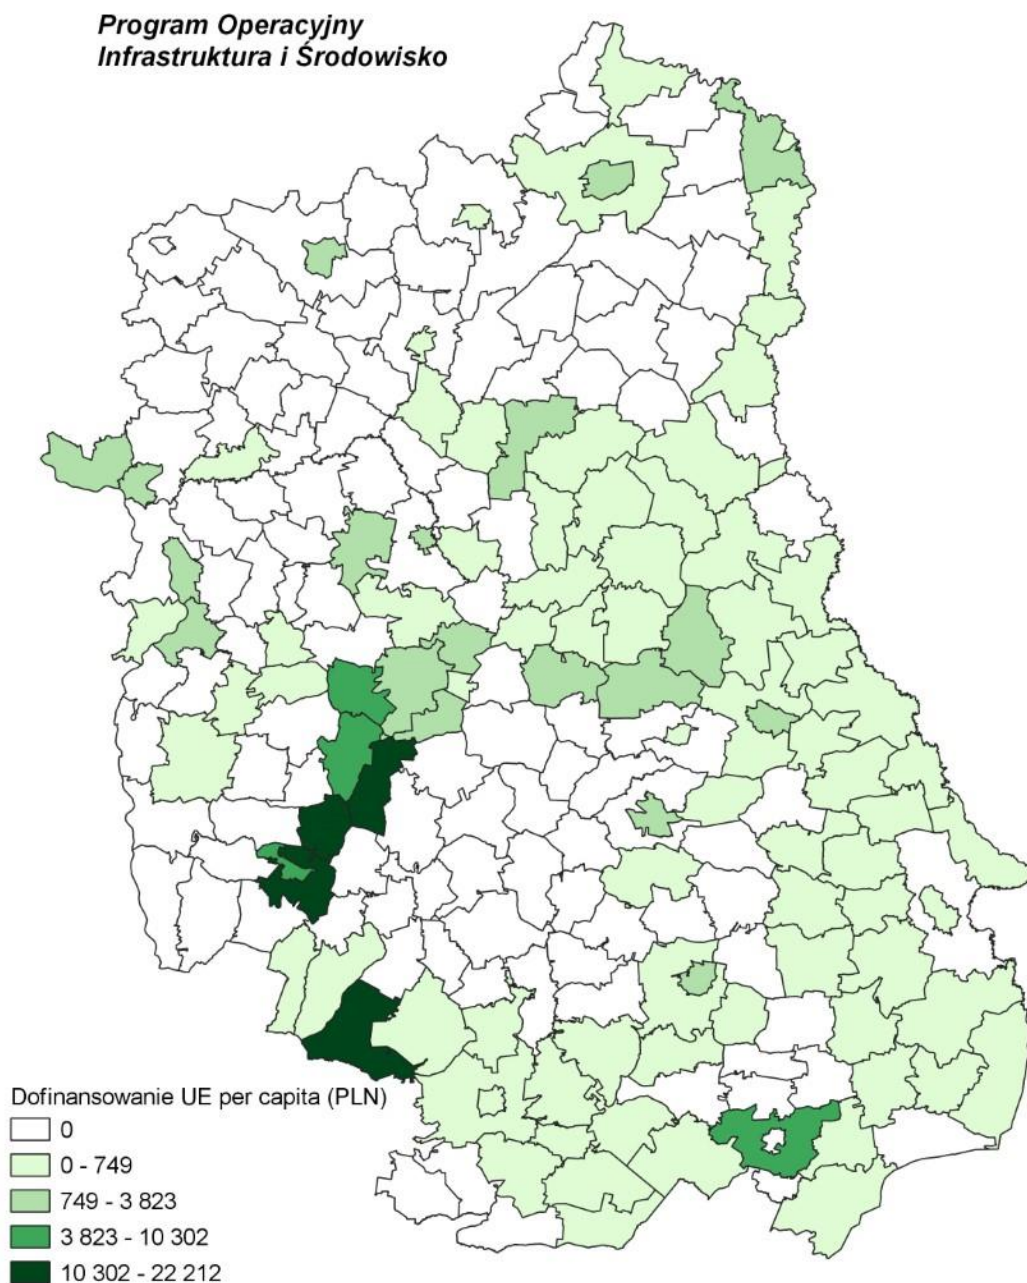 Program Operacyjny
Infrastruktura i Środowisko
Dofinansowanie UE per capita (PLN)
0
0 - 749
749 - 3 823
3 823 - 10 302
10 302 - 22 212